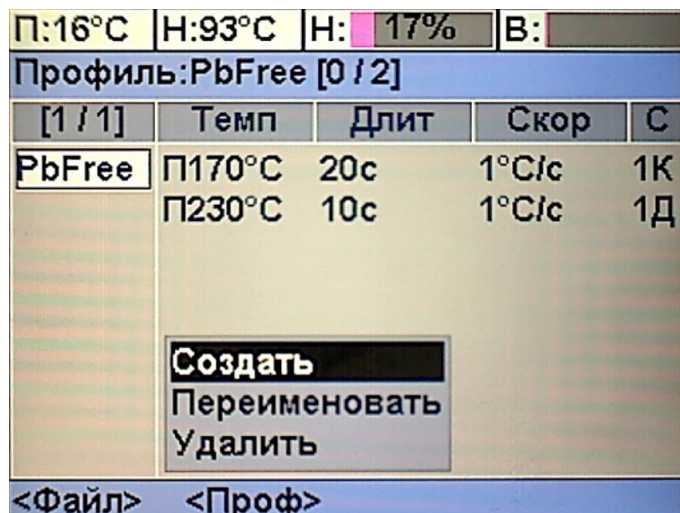 П:16°C Н:93°C Н: 17% В:
Профиль:PbFree [0 / 2]
[1 / 1] Темп Длит Скор С
PbFree П170°C 20с 1°C/с 1К
П230°C 10с 1°C/с 1Д
Создать
Переименовать
Удалить
<Файл> <Проф>